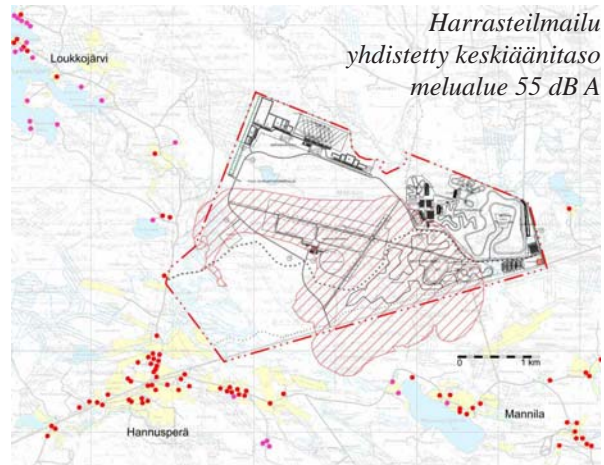 Harrasteilmailu
yhdistetty keskiäänitaso
melualue 55 dB A
Loukkojärvi
0 1 km
Mannila
Hannusperä